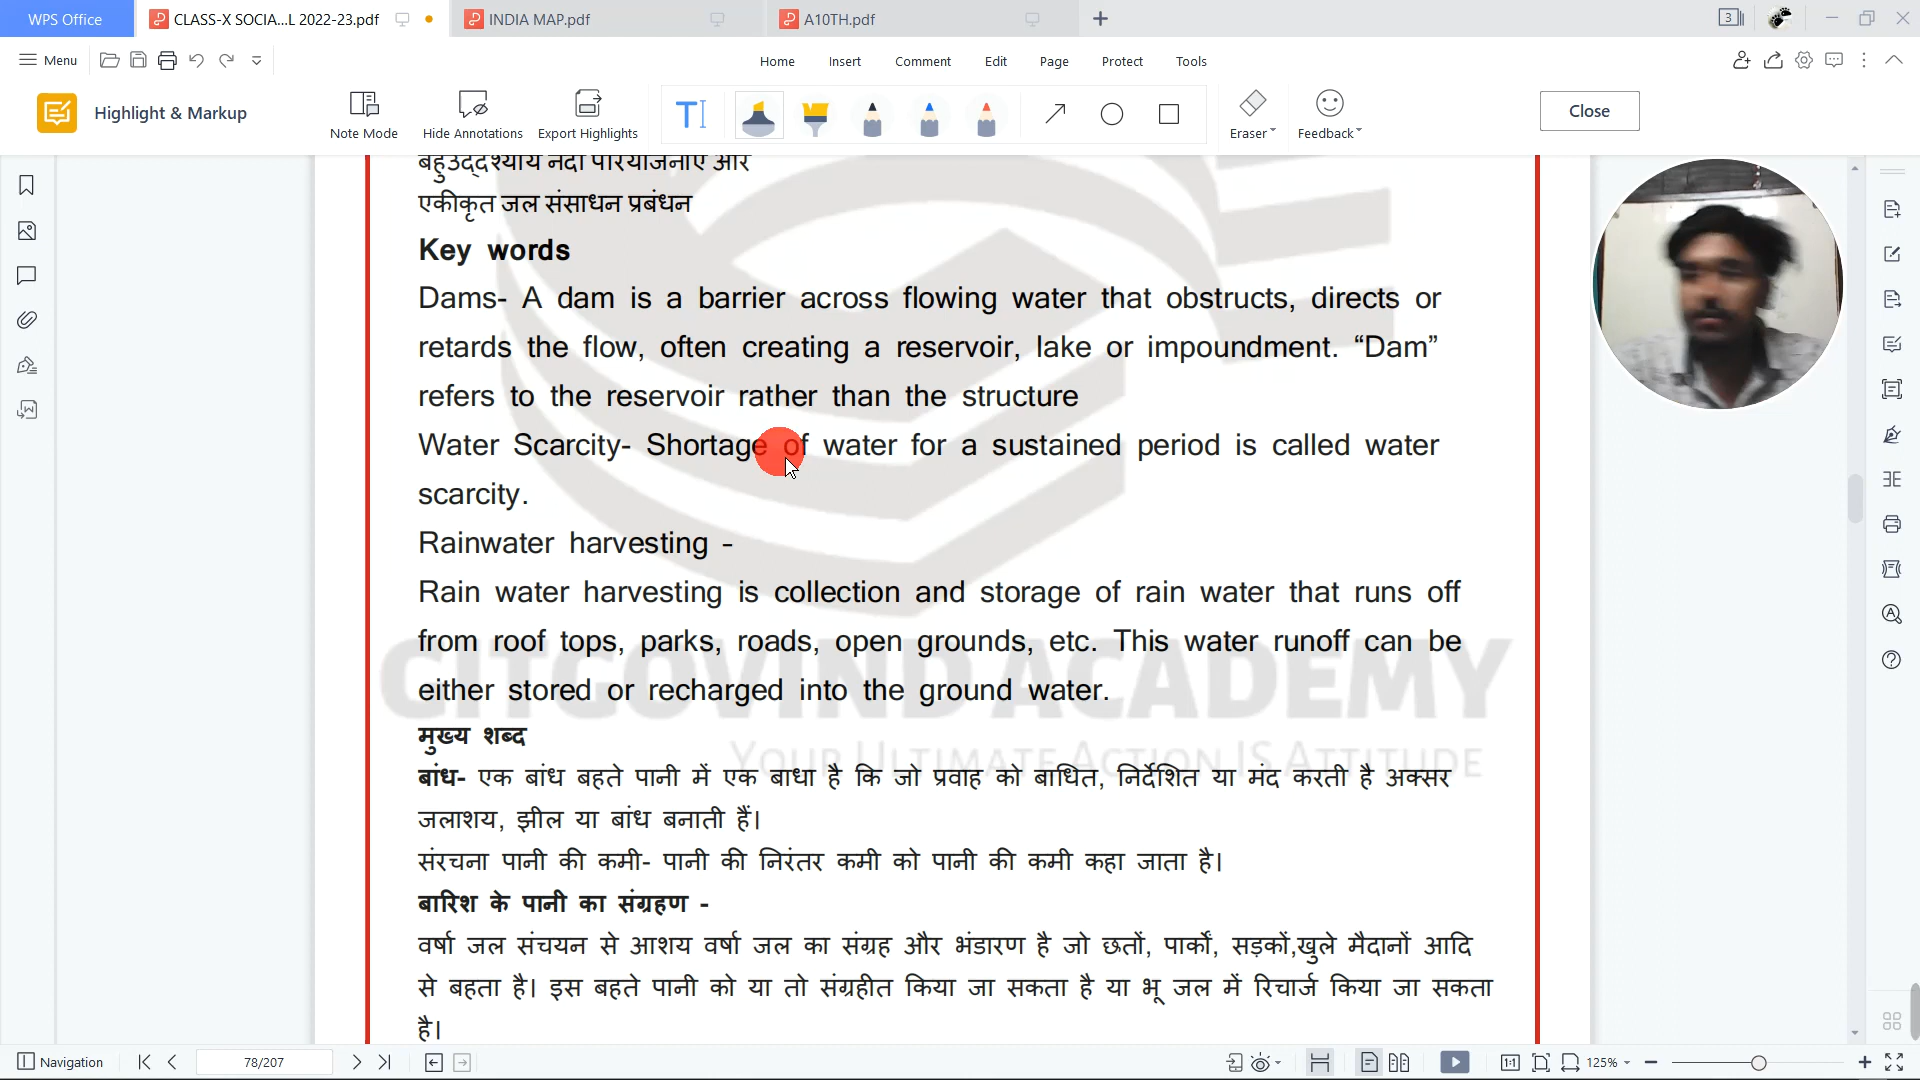 WPS Office
CLASS-X SOCIA...L 2022-23.pdf
INDIA MAP.pdf
A10TH.pdf
3
Menu
Home Insert Comment Edit Page Protect Tools
Highlight & Markup
Note Mode Hide Annotations Export Highlights
Eraser Feedback
Close
बहुउद्देश्यीय नदी परियोजनाएं और
एकीकृत जल संसाधन प्रबंधन
Key words
Dams- A dam is a barrier across flowing water that obstructs, directs or
retards the flow, often creating a reservoir, lake or impoundment. “Dam”
refers to the reservoir rather than the structure
Water Scarcity- Shortage of water for a sustained period is called water
scarcity.
Rainwater harvesting -
Rain water harvesting is collection and storage of rain water that runs off
from roof tops, parks, roads, open grounds, etc. This water runoff can be
either stored or recharged into the ground water.
CITGOVIND ACADEMY
YOUR ULTIMATE ACTION IS ATTITUDE
मुख्य शब्द
बांध- एक बांध बहते पानी में एक बाधा है कि जो प्रवाह को बाधित, निर्देशित या मंद करती है अक्सर
जलाशय, झील या बांध बनाती हैं।
संरचना पानी की कमी- पानी की निरंतर कमी को पानी की कमी कहा जाता है।
बारिश के पानी का संग्रहण -
वर्षा जल संचयन से आशय वर्षा जल का संग्रह और भंडारण है जो छतों, पार्कों, सड़कों,खुले मैदानों आदि
से बहता है। इस बहते पानी को या तो संग्रहीत किया जा सकता है या भू जल में रिचार्ज किया जा सकता
है।
Navigation
78/207
1:1
125%